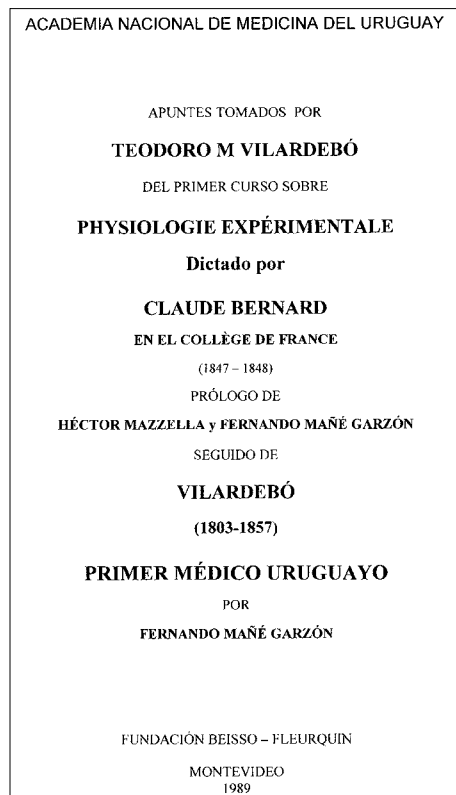 ACADEMIA NACIONAL DE MEDICINA DEL URUGUAY
APUNTES TOMADOS POR
TEODORO M VILARDEBÓ
DEL PRIMER CURSO SOBRE
PHYSIOLOGIE EXPÉRIMENTALE
Dictado por
CLAUDE BERNARD
EN EL COLLÈGE DE FRANCE
(1847 – 1848)
PRÓLOGO DE
HÉCTOR MAZZELLA y FERNANDO MAÑÉ GARZÓN
SEGUIDO DE
VILARDEBÓ
(1803-1857)
PRIMER MÉDICO URUGUAYO
POR
FERNANDO MAÑÉ GARZÓN
FUNDACIÓN BEISSO – FLEURQUIN
MONTEVIDEO
1989